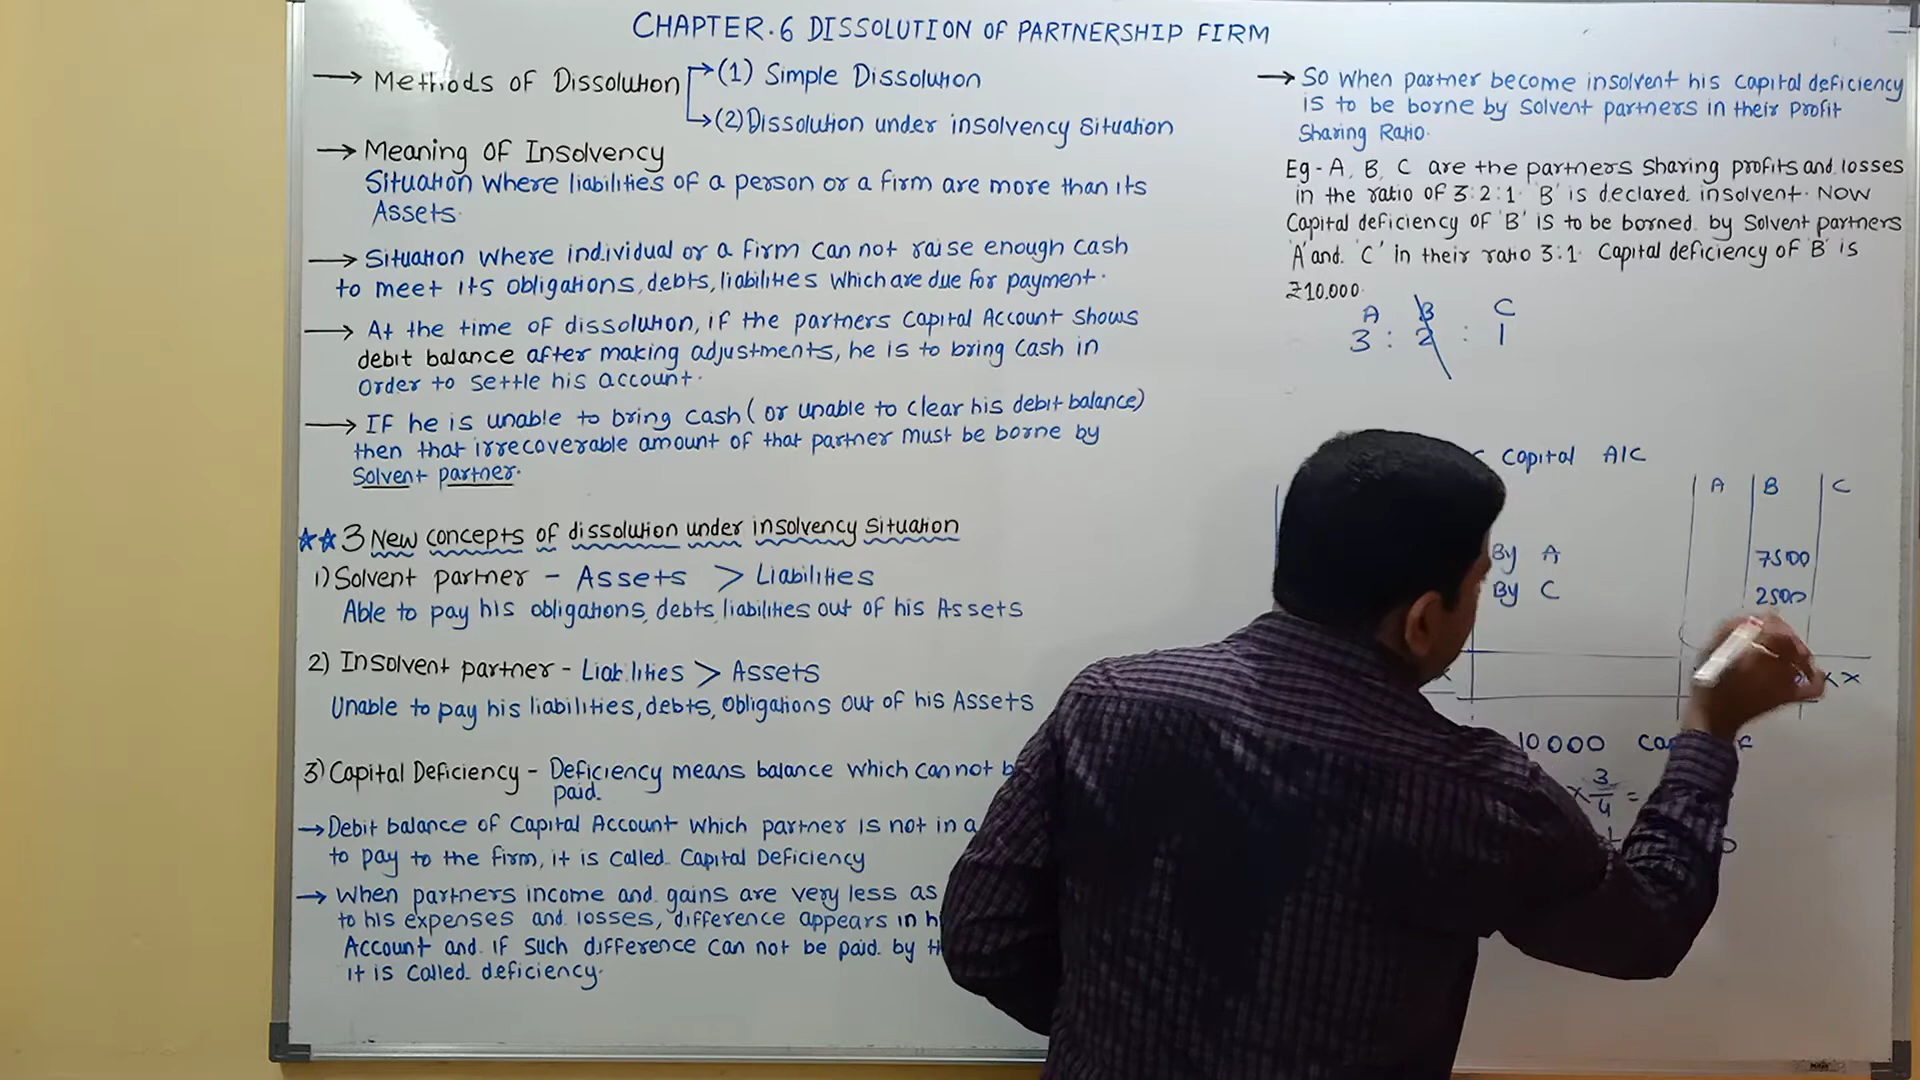 CHAPTER.6 DISSOLUTION OF PARTNERSHIP FIRM
→ Methods of Dissolution
→(1) Simple Dissolution
→(2) Dissolution under insolvency Situation
→ Meaning Of Insolvency
Situation where liabilities of a person or a firm are more than its
Assets.
→ Situation where individual or a firm can not raise enough cash
to meet its obligations, debts, liabilities which are due for payment.
→ At the time of dissolution, if the partners Capital Account shows
debit balance after making adjustments, he is to bring cash in
order to settle his account.
→ If he is unable to bring cash (or unable to clear his debit balance)
then that irrecoverable amount of that partner must be borne by
Solvent partner.
★★3 New concepts of dissolution under insolvency Situation
1) Solvent partner - Assets > Liabilities
Able to pay his obligations, debts, liabilities out of his Assets
2) Insolvent partner - Liabilities > Assets
Unable to pay his liabilities, debts, obligations out of his Assets
3) Capital Deficiency - Deficiency means balance which can not
paid.
→ Debit balance of Capital Account which partner is not in a
to pay to the firm, it is called Capital Deficiency
→ When partners income and gains are very less as
to his expenses and losses, difference appears in
Account and if such difference can not be paid by
it is called deficiency.
→ So when partner become insolvent his capital deficiency
is to be borne by Solvent partners in their profit
Sharing Ratio.
Eg - A, B, C are the partners Sharing profits and losses
in the ratio of 3:2:1. 'B' is declared insolvent. Now
Capital deficiency of 'B' is to be borned by Solvent partners
'A' and 'C' in their ratio 3:1. Capital deficiency of 'B' is
₹10,000.
A B C
3 : 2 : 1
Capital A/C
A B C
By A 7500
By C 2500
x x
10000
x 3/4 =